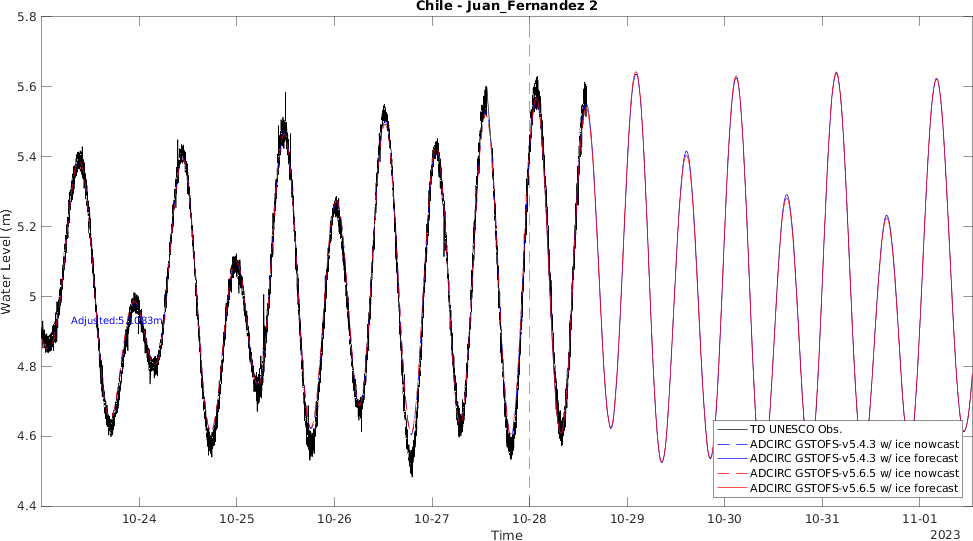 Chile - Juan_Fernandez 2
5.8
5.6
5.4
5.2
5
4.8
4.6
4.4
Water Level (m)
10-24
10-25
10-26
10-27
10-28
10-29
10-30
10-31
11-01
Time
2023
TD UNESCO Obs.
ADCIRC GSTOFS-v5.4.3 w/ ice nowcast
ADCIRC GSTOFS-v5.4.3 w/ ice forecast
ADCIRC GSTOFS-v5.6.5 w/ ice nowcast
ADCIRC GSTOFS-v5.6.5 w/ ice forecast